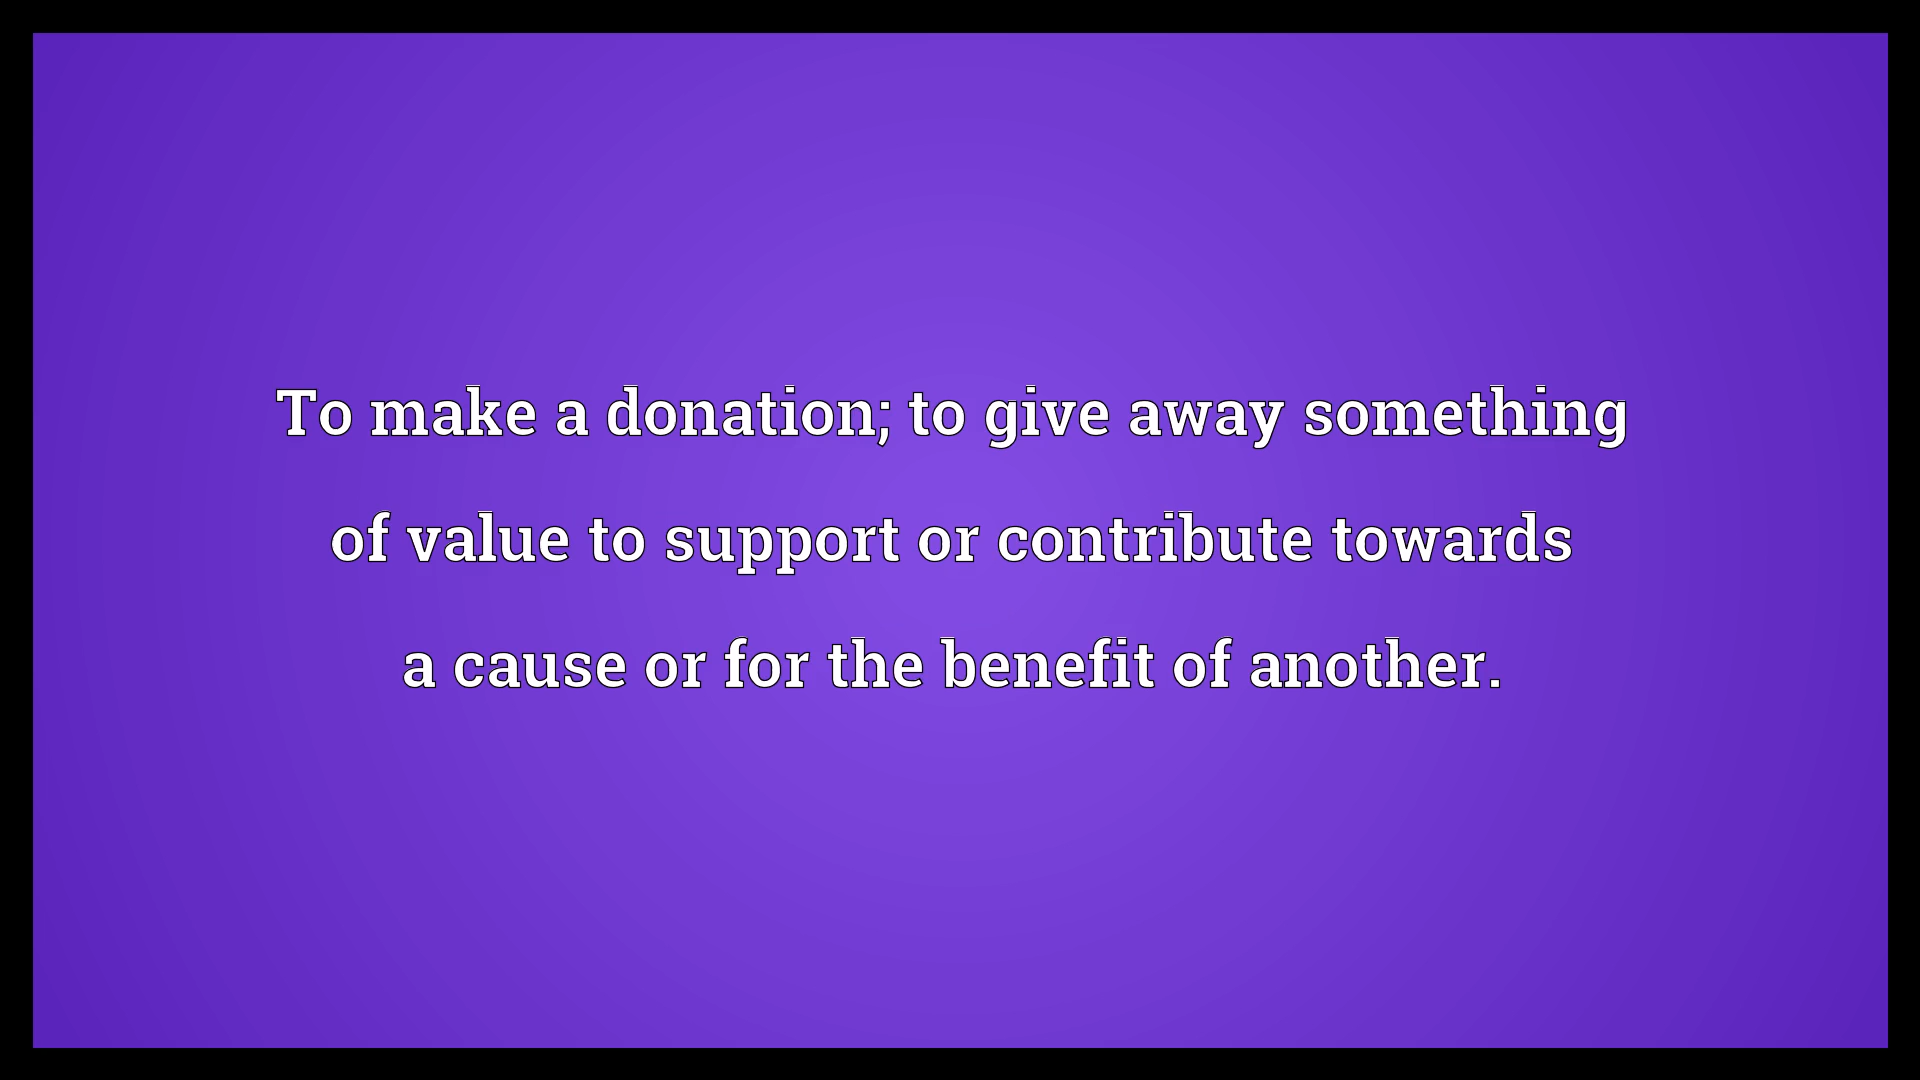 To make a donation; to give away something
of value to support or contribute towards
a cause or for the benefit of another.